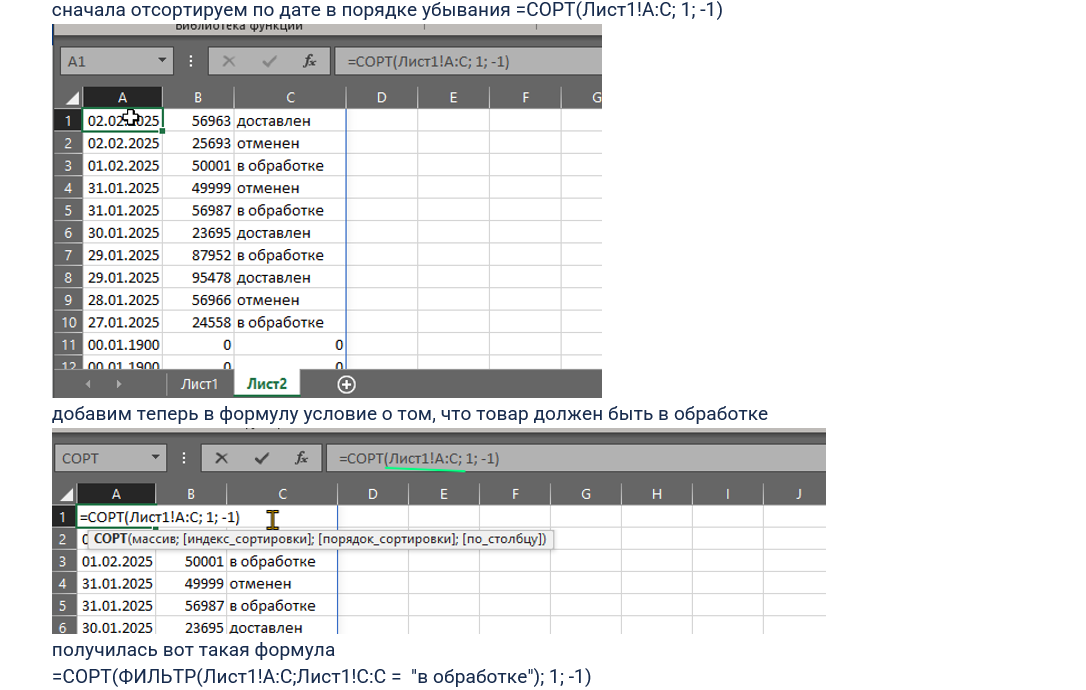 сначала отсортируем по дате в порядке убывания =СОРТ(Лист1!A:C; 1; -1)
Библиотека функций
A1 fx =СОРТ(Лист1!A:C; 1; -1)
A B C D E F G
1 02.02.2025 56963 доставлен
2 02.02.2025 25693 отменен
3 01.02.2025 50001 в обработке
4 31.01.2025 49999 отменен
5 31.01.2025 56987 в обработке
6 30.01.2025 23695 доставлен
7 29.01.2025 87952 в обработке
8 29.01.2025 95478 доставлен
9 28.01.2025 56966 отменен
10 27.01.2025 24558 в обработке
11 00.01.1900 0 0
12 00.01.1900 0 0
Лист1 Лист2
добавим теперь в формулу условие о том, что товар должен быть в обработке
СОРТ fx =СОРТ(Лист1!A:C; 1; -1)
A B C D E F G H I J
1 =СОРТ(Лист1!A:C; 1; -1)
2 СОРТ(массив; [индекс_сортировки]; [порядок_сортировки]; [по_столбцу])
3 01.02.2025 50001 в обработке
4 31.01.2025 49999 отменен
5 31.01.2025 56987 в обработке
6 30.01.2025 23695 доставлен
получилась вот такая формула
=СОРТ(ФИЛЬТР(Лист1!A:C;Лист1!C:C = "в обработке"); 1; -1)